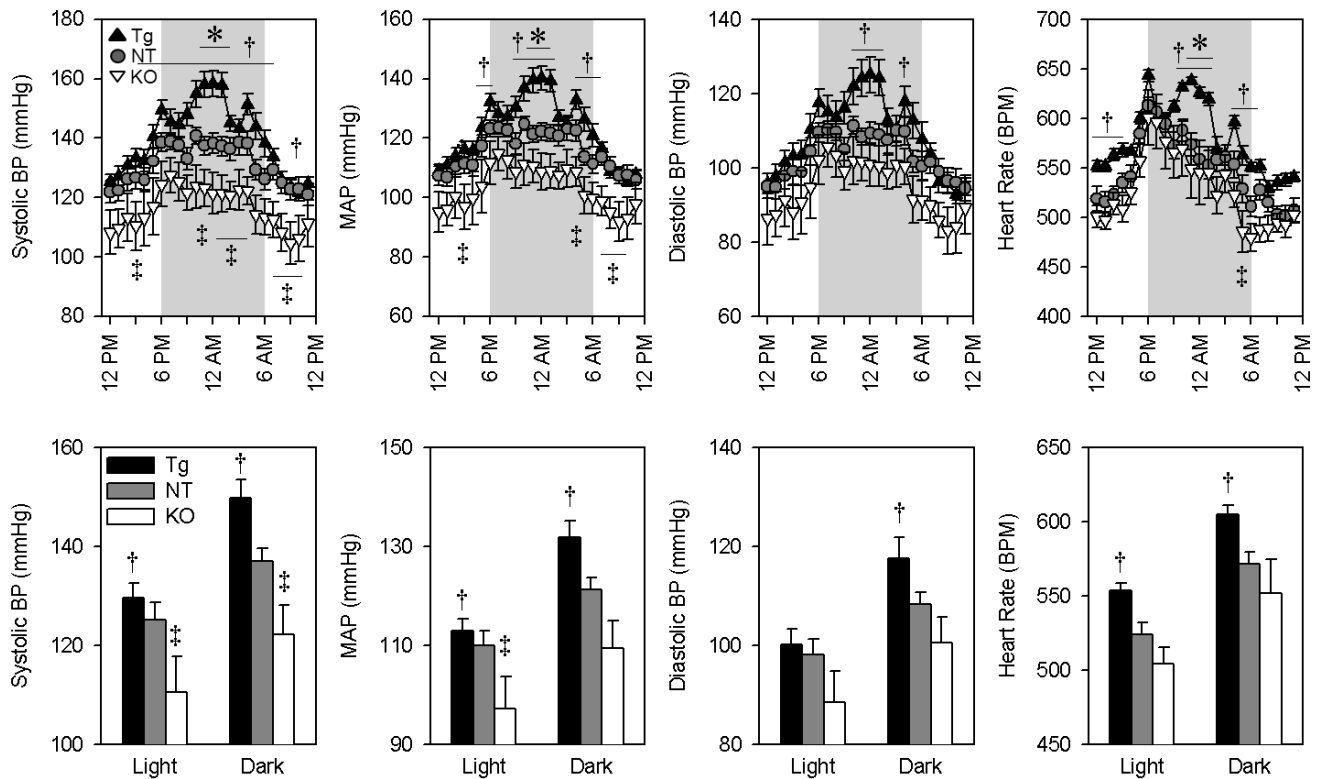 Systolic BP (mmHg)
180
160
140
120
100
80
Tg
NT
KO
*
†
†
‡
‡
‡
12 PM
6 PM
12 AM
6 AM
12 PM
MAP (mmHg)
160
140
120
100
80
60
†
†
*
†
‡
‡
‡
12 PM
6 PM
12 AM
6 AM
12 PM
Diastolic BP (mmHg)
140
120
100
80
60
†
†
12 PM
6 PM
12 AM
6 AM
12 PM
Heart Rate (BPM)
700
650
600
550
500
450
400
†
†
*
†
‡
12 PM
6 PM
12 AM
6 AM
12 PM
Systolic BP (mmHg)
160
140
120
100
Tg
NT
KO
†
‡
†
‡
Light
Dark
MAP (mmHg)
150
130
110
90
†
‡
†
Light
Dark
Diastolic BP (mmHg)
140
120
100
80
†
Light
Dark
Heart Rate (BPM)
650
600
550
500
450
†
†
Light
Dark